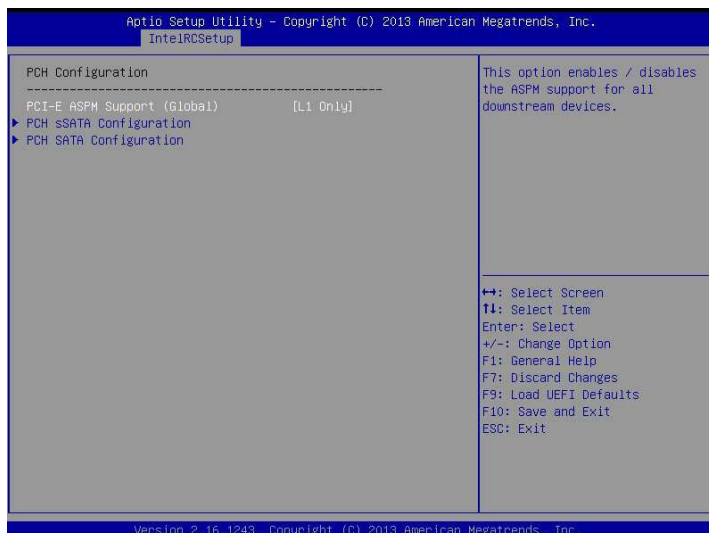 Aptio Setup Utility – Copyright (C) 2013 American Megatrends, Inc.
IntelRCSetup
PCH Configuration
--------------------------------------------------
PCI-E ASPM Support (Global) [L1 Only]
▶ PCH sSATA Configuration
▶ PCH SATA Configuration
This option enables / disables
the ASPM support for all
downstream devices.
↔: Select Screen
↑↓: Select Item
Enter: Select
+/-: Change Option
F1: General Help
F7: Discard Changes
F9: Load UEFI Defaults
F10: Save and Exit
ESC: Exit
Version 2.16.1243. Copyright (C) 2013 American Megatrends, Inc.